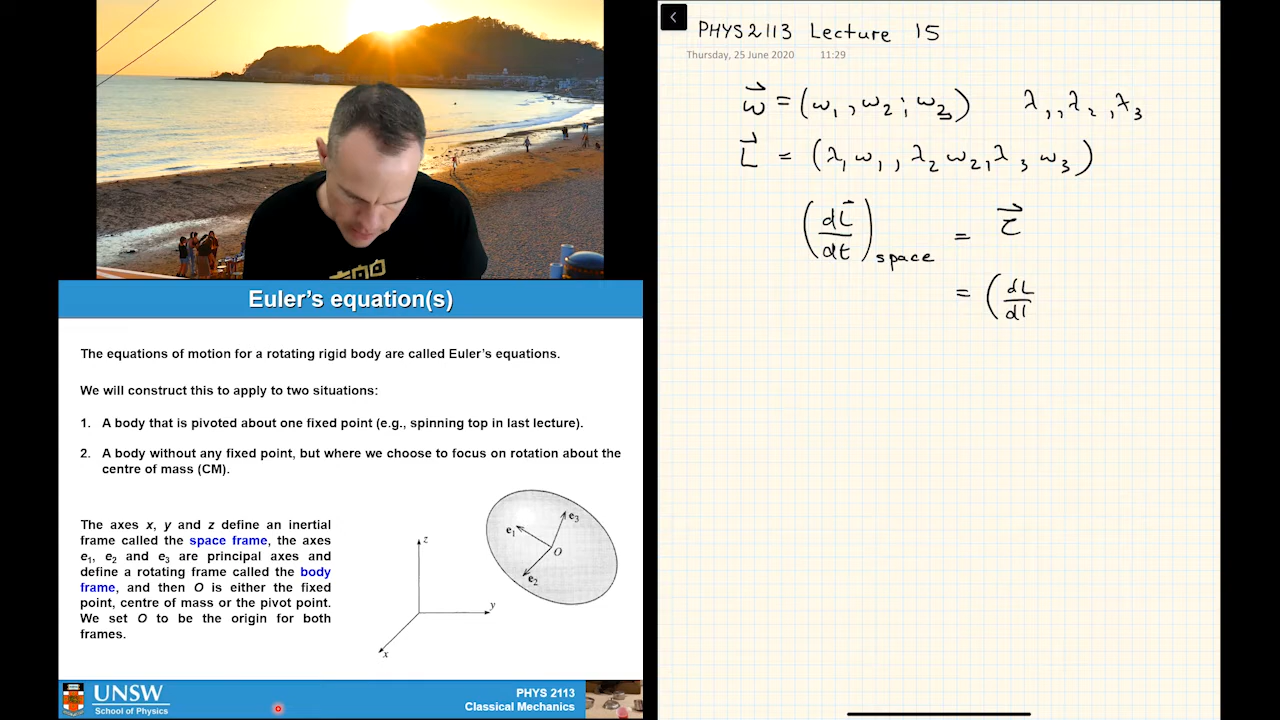 PHYS2113 Lecture 15
Thursday, 25 June 2020 11:29
ω⃗ = (ω₁, ω₂, ω₃) λ₁, λ₂, λ₃
L⃗ = (λ₁ω₁, λ₂ω₂, λ₃ω₃)
(dL⃗/dt)space = τ⃗
= (dL/dt
Euler's equation(s)
The equations of motion for a rotating rigid body are called Euler's equations.
We will construct this to apply to two situations:
1. A body that is pivoted about one fixed point (e.g., spinning top in last lecture).
2. A body without any fixed point, but where we choose to focus on rotation about the
centre of mass (CM).
The axes x, y and z define an inertial
frame called the space frame, the axes
e₁, e₂ and e₃ are principal axes and
define a rotating frame called the body
frame, and then O is either the fixed
point, centre of mass or the pivot point.
We set O to be the origin for both
frames.
z
y
x
e₁
e₃
O
e₂
UNSW
School of Physics
PHYS 2113
Classical Mechanics